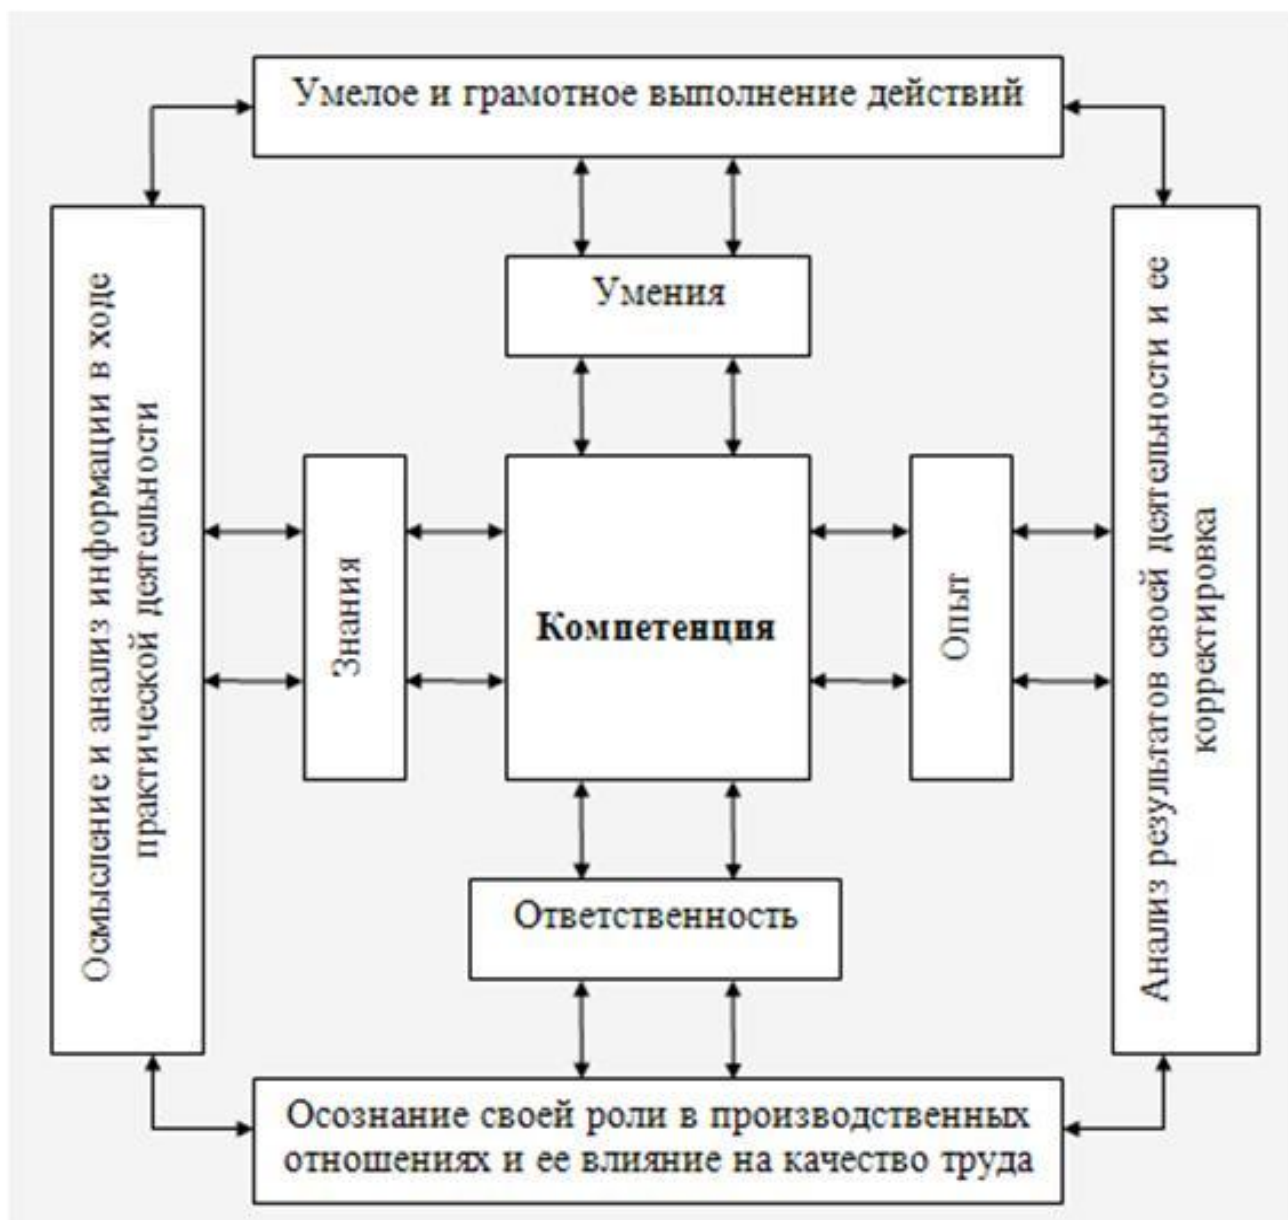 Умелое и грамотное выполнение действий
Умения
Осмысление и анализ информации в ходе
практической деятельности
Знания
Компетенция
Опыт
Анализ результатов своей деятельности и ее
корректировка
Ответственность
Осознание своей роли в производственных
отношениях и ее влияние на качество труда